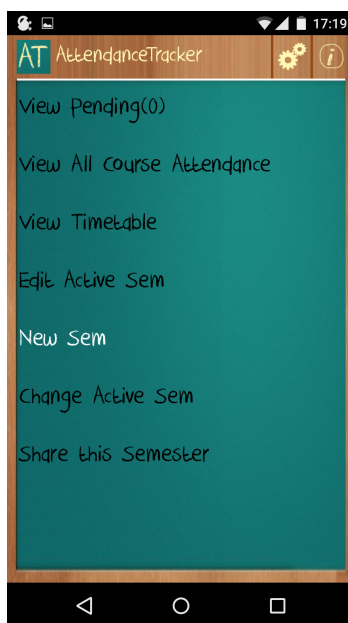 17:19
AT AttendanceTracker
View Pending(0)
View All Course Attendance
View Timetable
Edit Active Sem
New Sem
Change Active Sem
Share this Semester